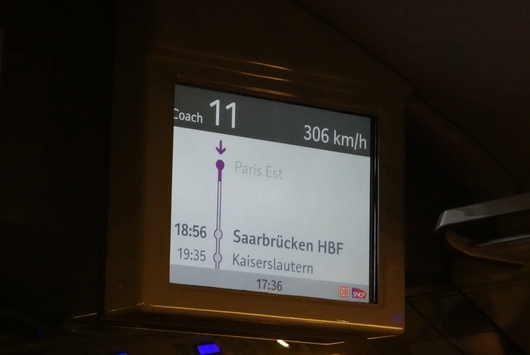 Coach 11
306 km/h
Paris Est
18:56 Saarbrücken HBF
19:35 Kaiserslautern
17:36
DB SNCF